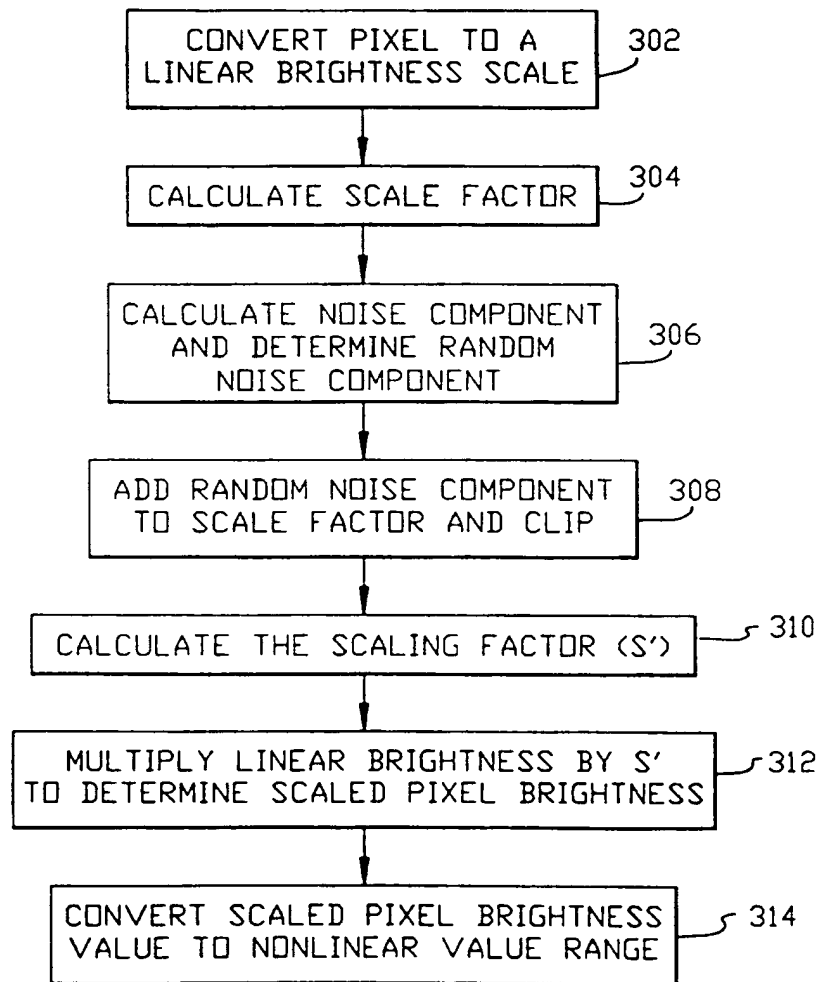 CONVERT PIXEL TO A
LINEAR BRIGHTNESS SCALE
302
CALCULATE SCALE FACTOR
304
CALCULATE NOISE COMPONENT
AND DETERMINE RANDOM
NOISE COMPONENT
306
ADD RANDOM NOISE COMPONENT
TO SCALE FACTOR AND CLIP
308
CALCULATE THE SCALING FACTOR (S')
310
MULTIPLY LINEAR BRIGHTNESS BY S'
TO DETERMINE SCALED PIXEL BRIGHTNESS
312
CONVERT SCALED PIXEL BRIGHTNESS
VALUE TO NONLINEAR VALUE RANGE
314